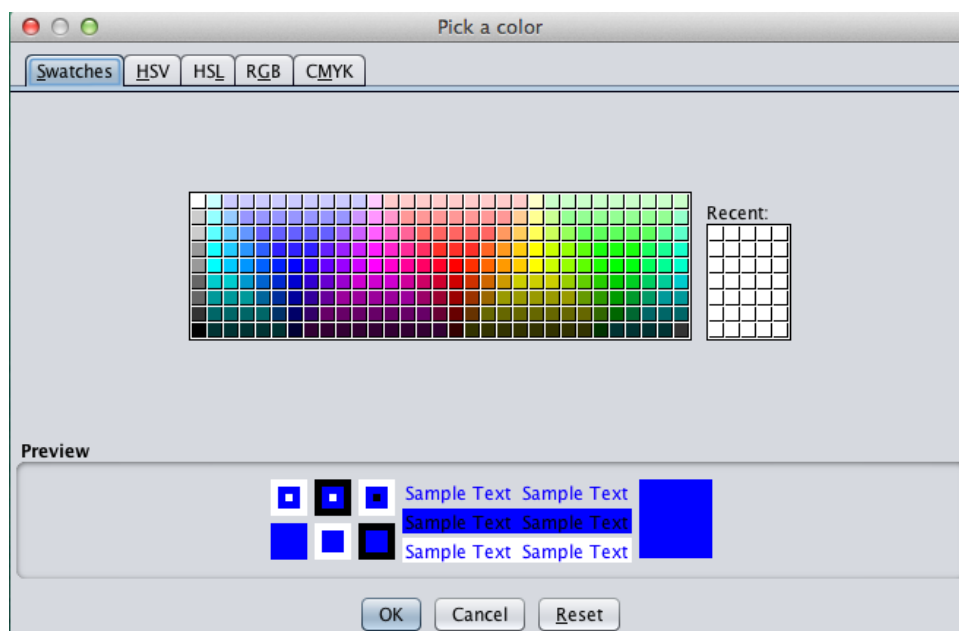 Pick a color
Swatches HSV HSL RGB CMYK
Recent:
Preview
Sample Text Sample Text
Sample Text Sample Text
Sample Text Sample Text
OK Cancel Reset